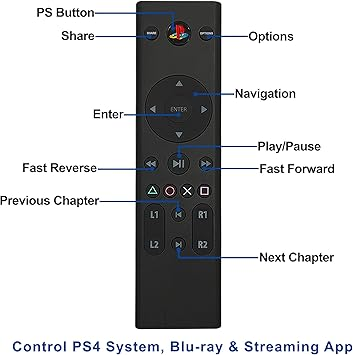 PS Button
Share
SHARE
OPTIONS
Options
Navigation
Enter
ENTER
Play/Pause
Fast Reverse
Fast Forward
Previous Chapter
L1
R1
L2
R2
Next Chapter
Control PS4 System, Blu-ray & Streaming App